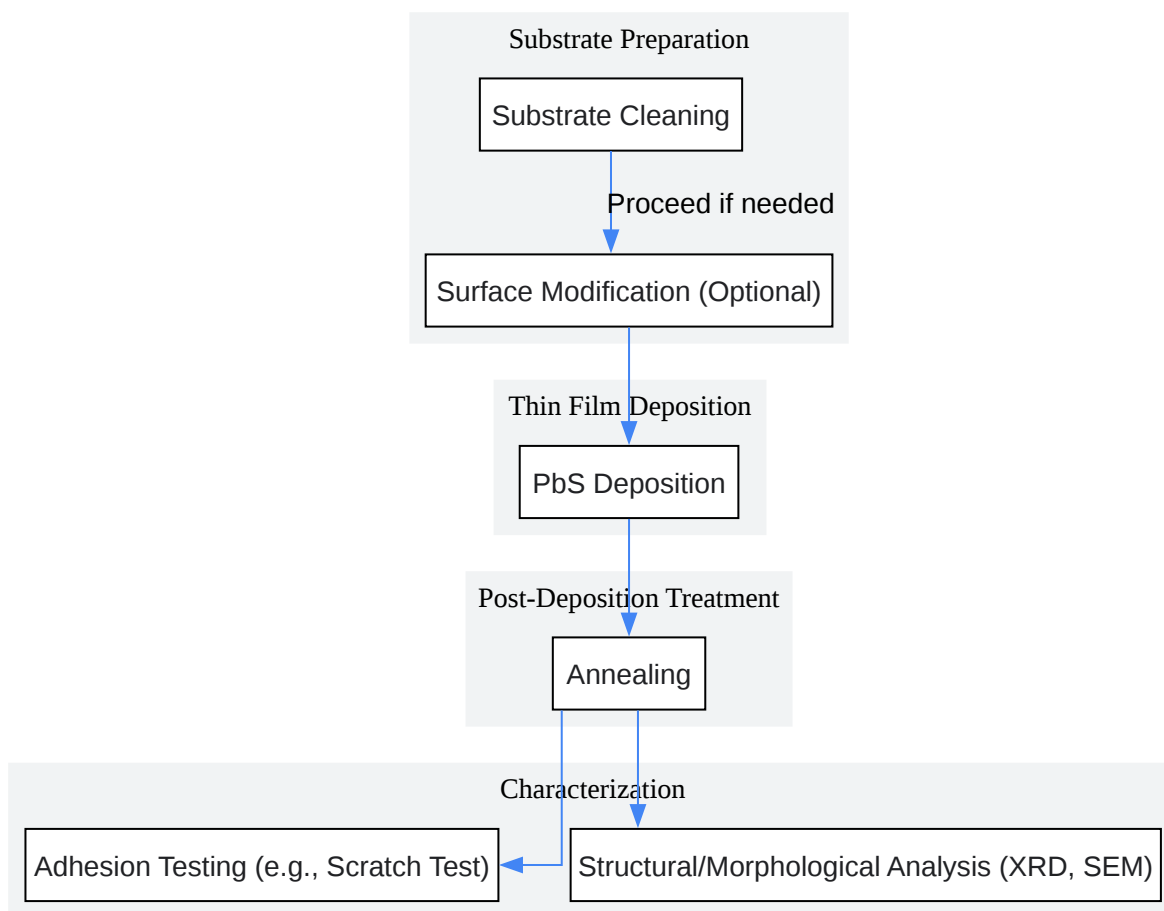 Substrate Preparation
Substrate Cleaning
Proceed if needed
Surface Modification (Optional)
Thin Film Deposition
PbS Deposition
Post-Deposition Treatment
Annealing
Characterization
Adhesion Testing (e.g., Scratch Test)
Structural/Morphological Analysis (XRD, SEM)